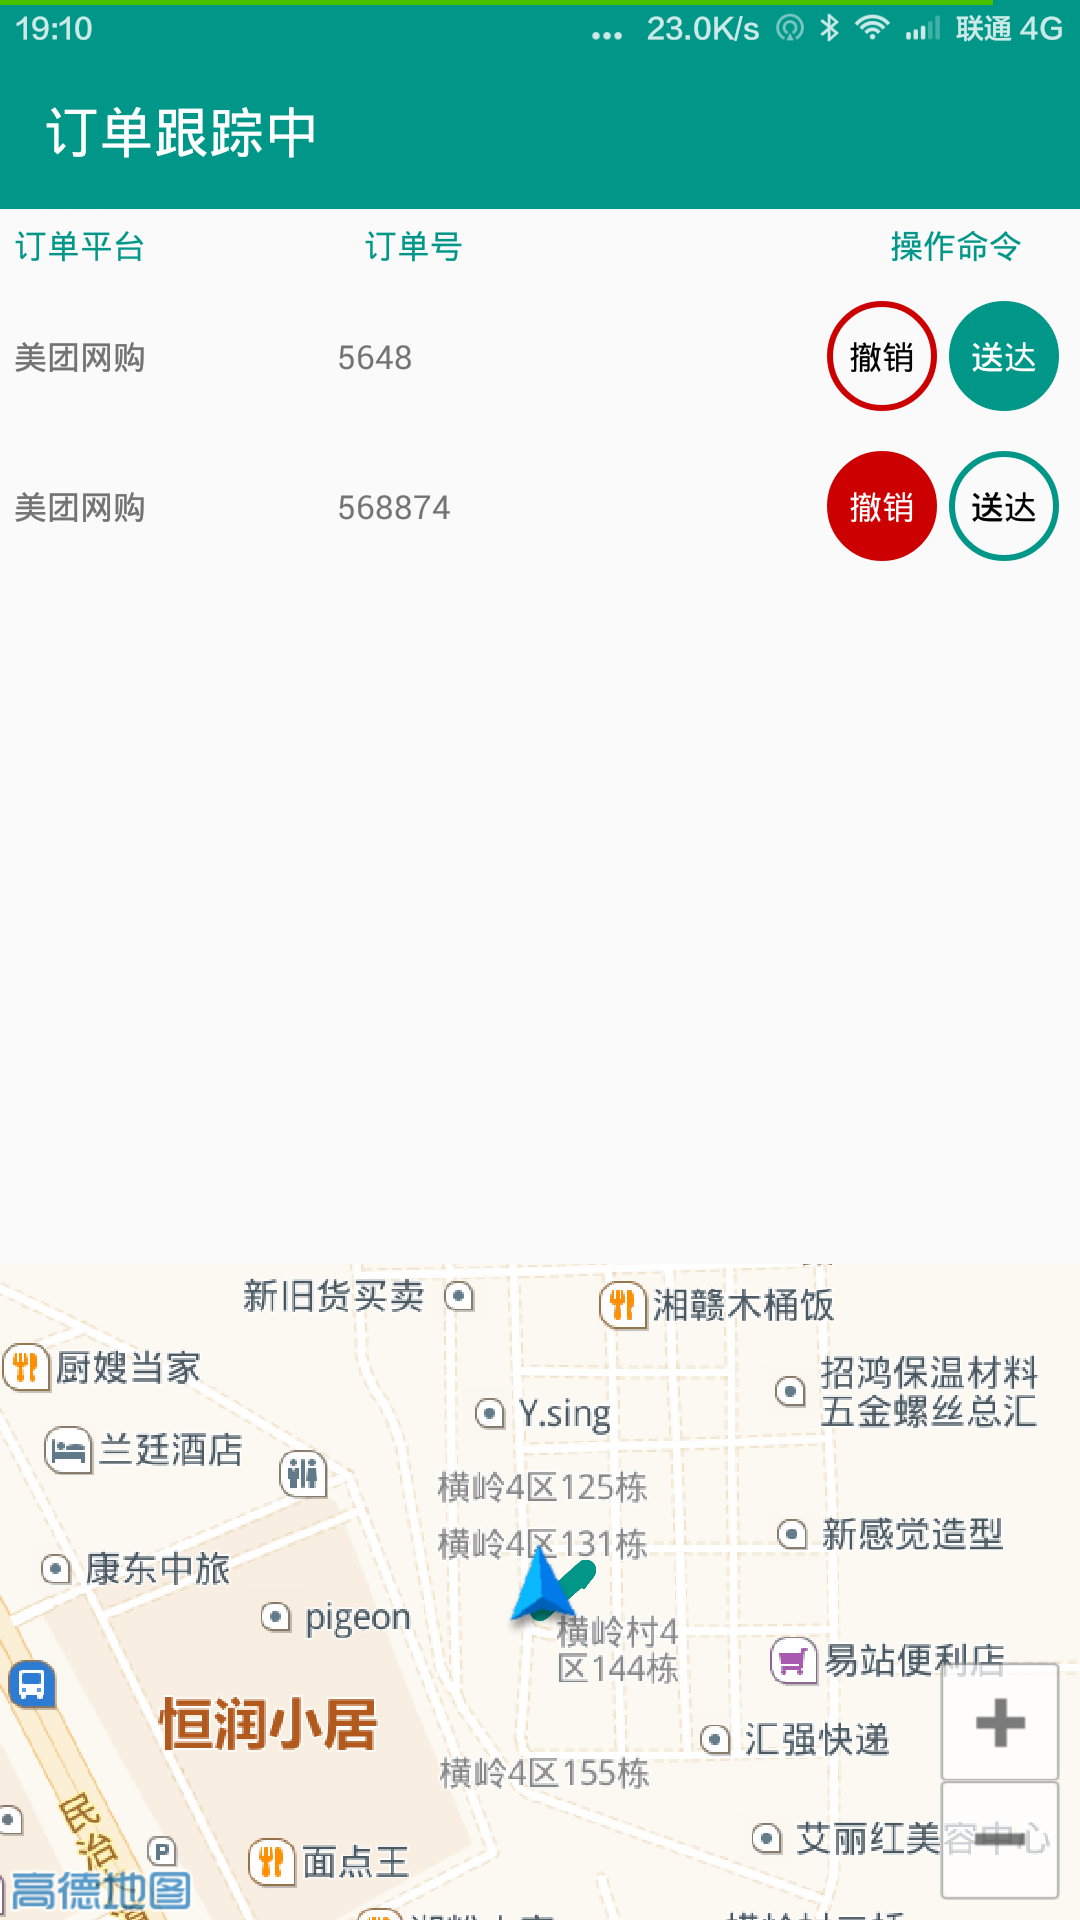 19:10 ... 23.0K/s 联通 4G
订单跟踪中
订单平台 订单号 操作命令
美团网购 5648 撤销 送达
美团网购 568874 撤销 送达
新旧货买卖
湘赣木桶饭
厨嫂当家
招鸿保温材料
五金螺丝总汇
Y.sing
兰廷酒店
横岭4区125栋
新感觉造型
横岭4区131栋
康东中旅
pigeon
横岭村4
区144栋
易站便利店
恒润小居
汇强快递
横岭4区155栋
民治
艾丽红美容中心
P
面点王
高德地图